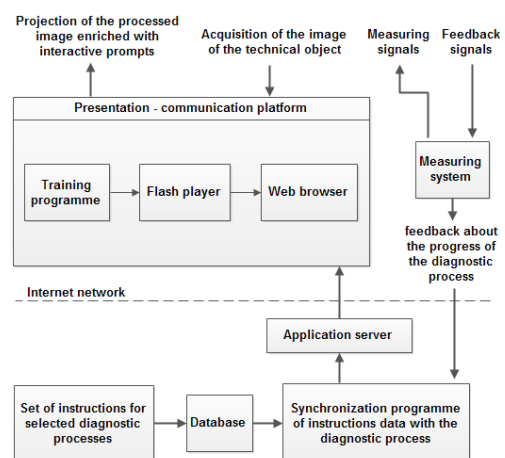 Projection of the processed
image enriched with
interactive prompts
Acquisition of the image
of the technical object
Measuring
signals
Feedback
signals
Presentation - communication platform
Training
programme
Flash player
Web browser
Measuring
system
feedback about
the progress of
the diagnostic
process
Internet network
Application server
Set of instructions for
selected diagnostic
processes
Database
Synchronization programme
of instructions data with the
diagnostic process